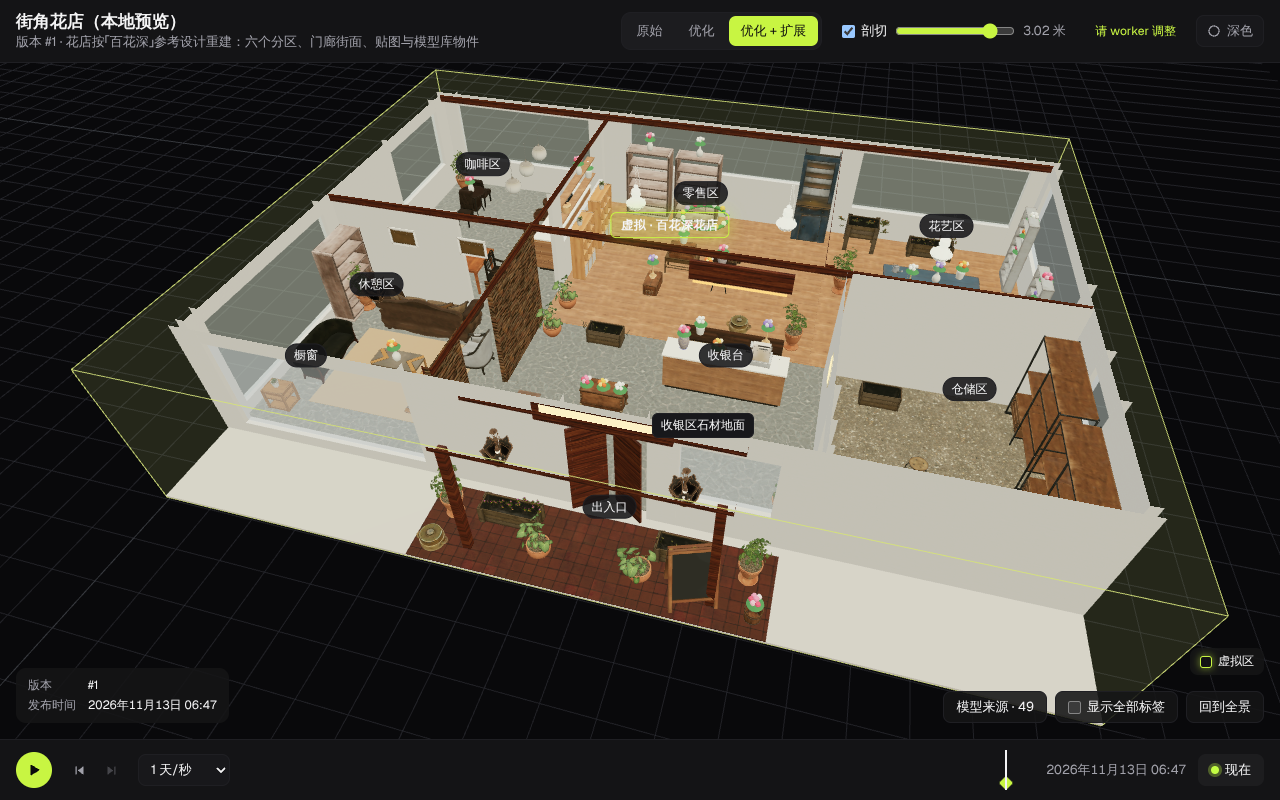 街角花店（本地预览）
版本 #1 · 花店按「百花深」参考设计重建：六个分区、门廊街面、贴图与模型库物件
原始
优化
优化 + 扩展
剖切
3.02 米
请 worker 调整
深色
咖啡区
零售区
虚拟 · 百花深花店
花艺区
休憩区
橱窗
收银台
仓储区
收银区石材地面
出入口
虚拟区
版本 #1
发布时间 2026年11月13日 06:47
模型来源 · 49
显示全部标签
回到全景
1 天/秒
2026年11月13日 06:47
现在